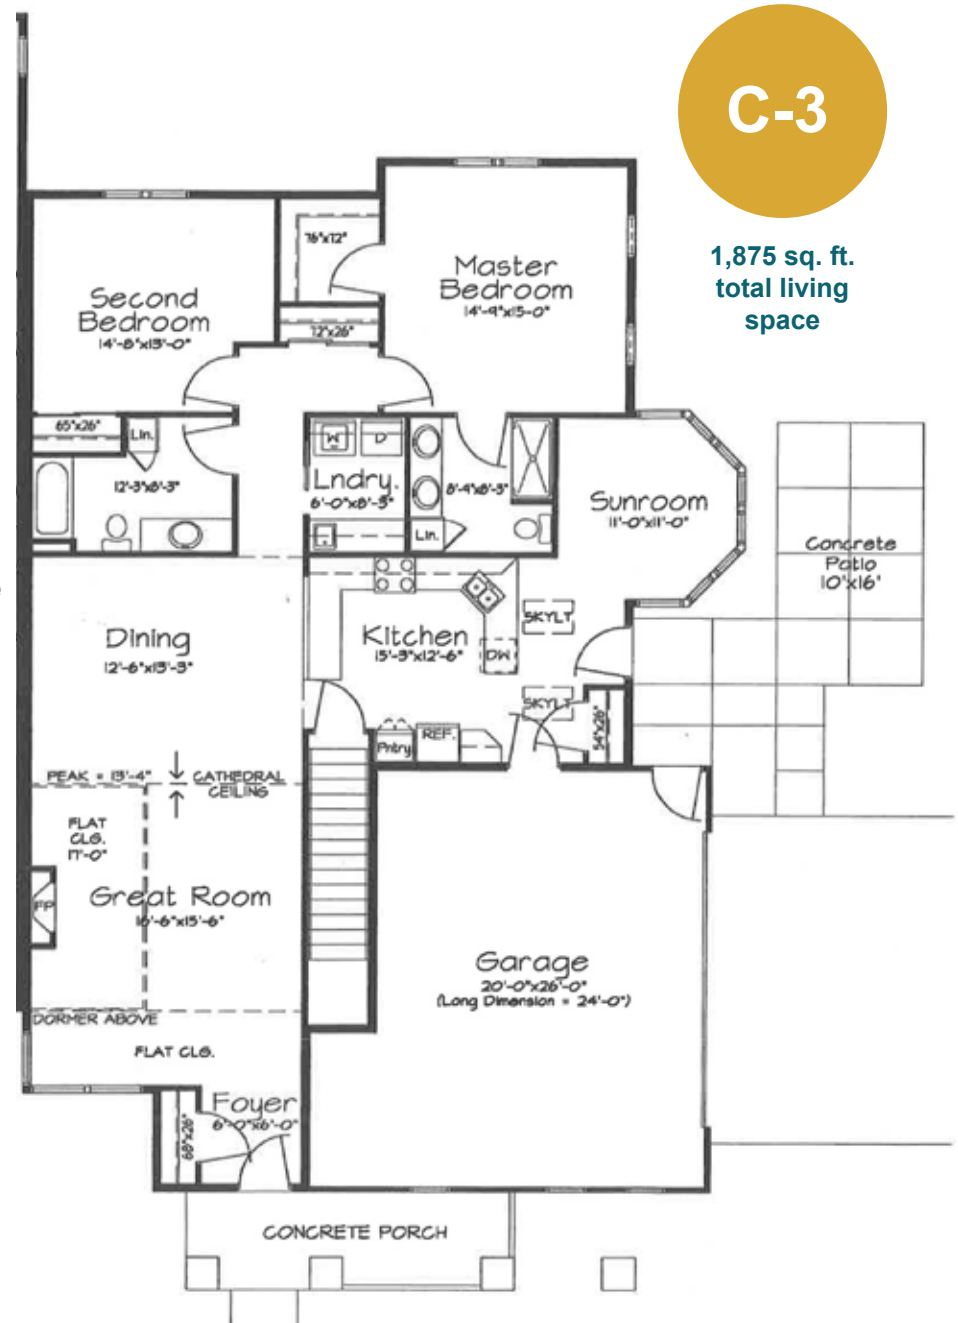 C-3
1,875 sq. ft.
total living
space
76"x72"
Master
Bedroom
14'-9"x15'-0"
Second
Bedroom
14'-8"x13'-0"
72"x26"
65"x26"
Lin.
W
D
Lndry.
6'-0"x8'-3"
12'-3"x8'-3"
8'-4"x8'-3"
Lin.
Sunroom
11'-0"x11'-0"
Concrete
Patio
10'x16'
Dining
12'-6"x13'-3"
Kitchen
15'-3"x12'-6"
SKYLT
DW
SKYLT
54"x26"
REF.
Pntry
PEAK = 13'-4"
CATHEDRAL
CEILING
FLAT
CLG.
17'-0"
FP
Great Room
16'-6"x15'-6"
Garage
20'-0"x26'-0"
(Long Dimension = 24'-0")
DORMER ABOVE
FLAT CLG.
Foyer
6'-0"x6'-0"
68"x26"
CONCRETE PORCH